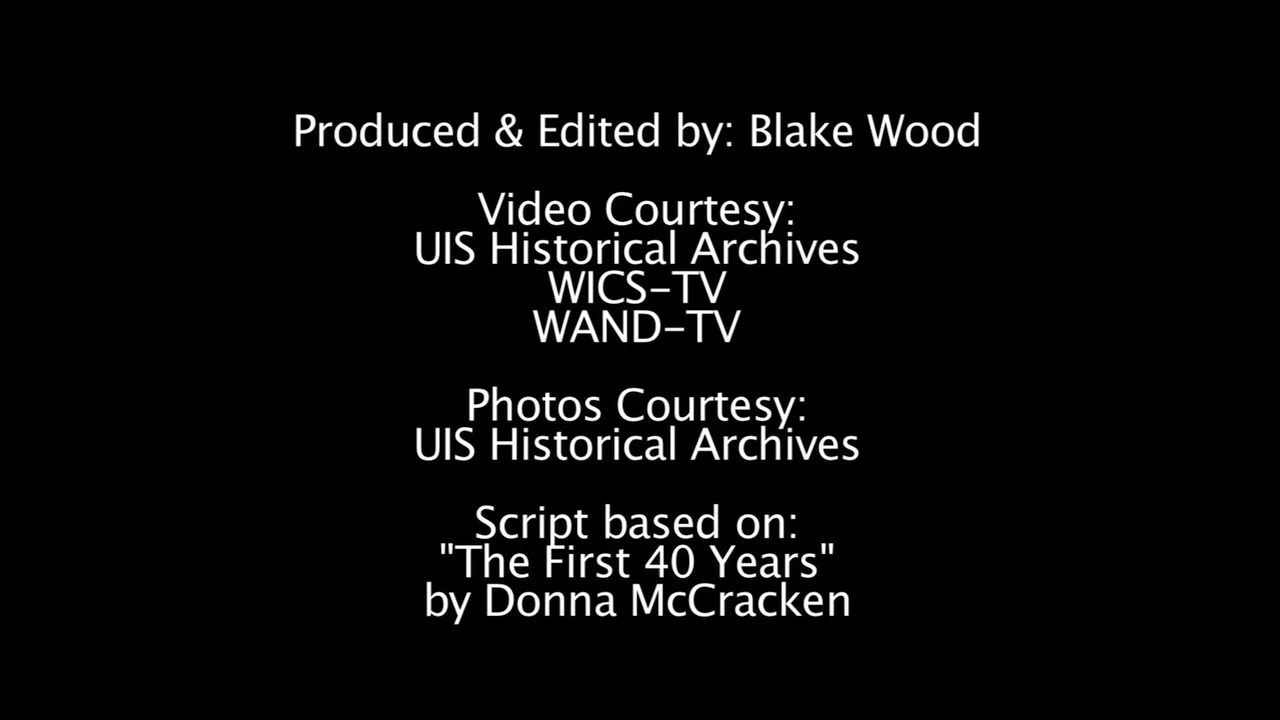 Produced & Edited by: Blake Wood
Video Courtesy:
UIS Historical Archives
WICS-TV
WAND-TV
Photos Courtesy:
UIS Historical Archives
Script based on:
"The First 40 Years"
by Donna McCracken